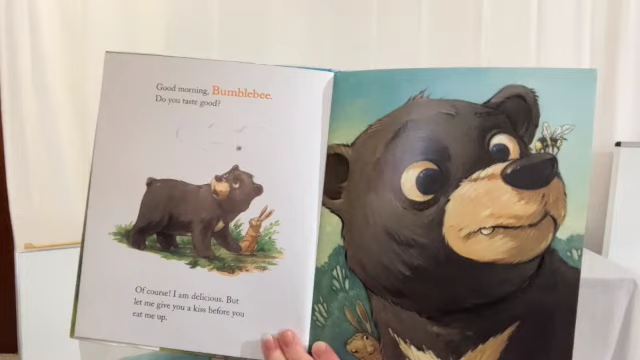 Good morning, Bumblebee.
Do you taste good?
Of course! I am delicious. But
let me give you a kiss before you
eat me up.